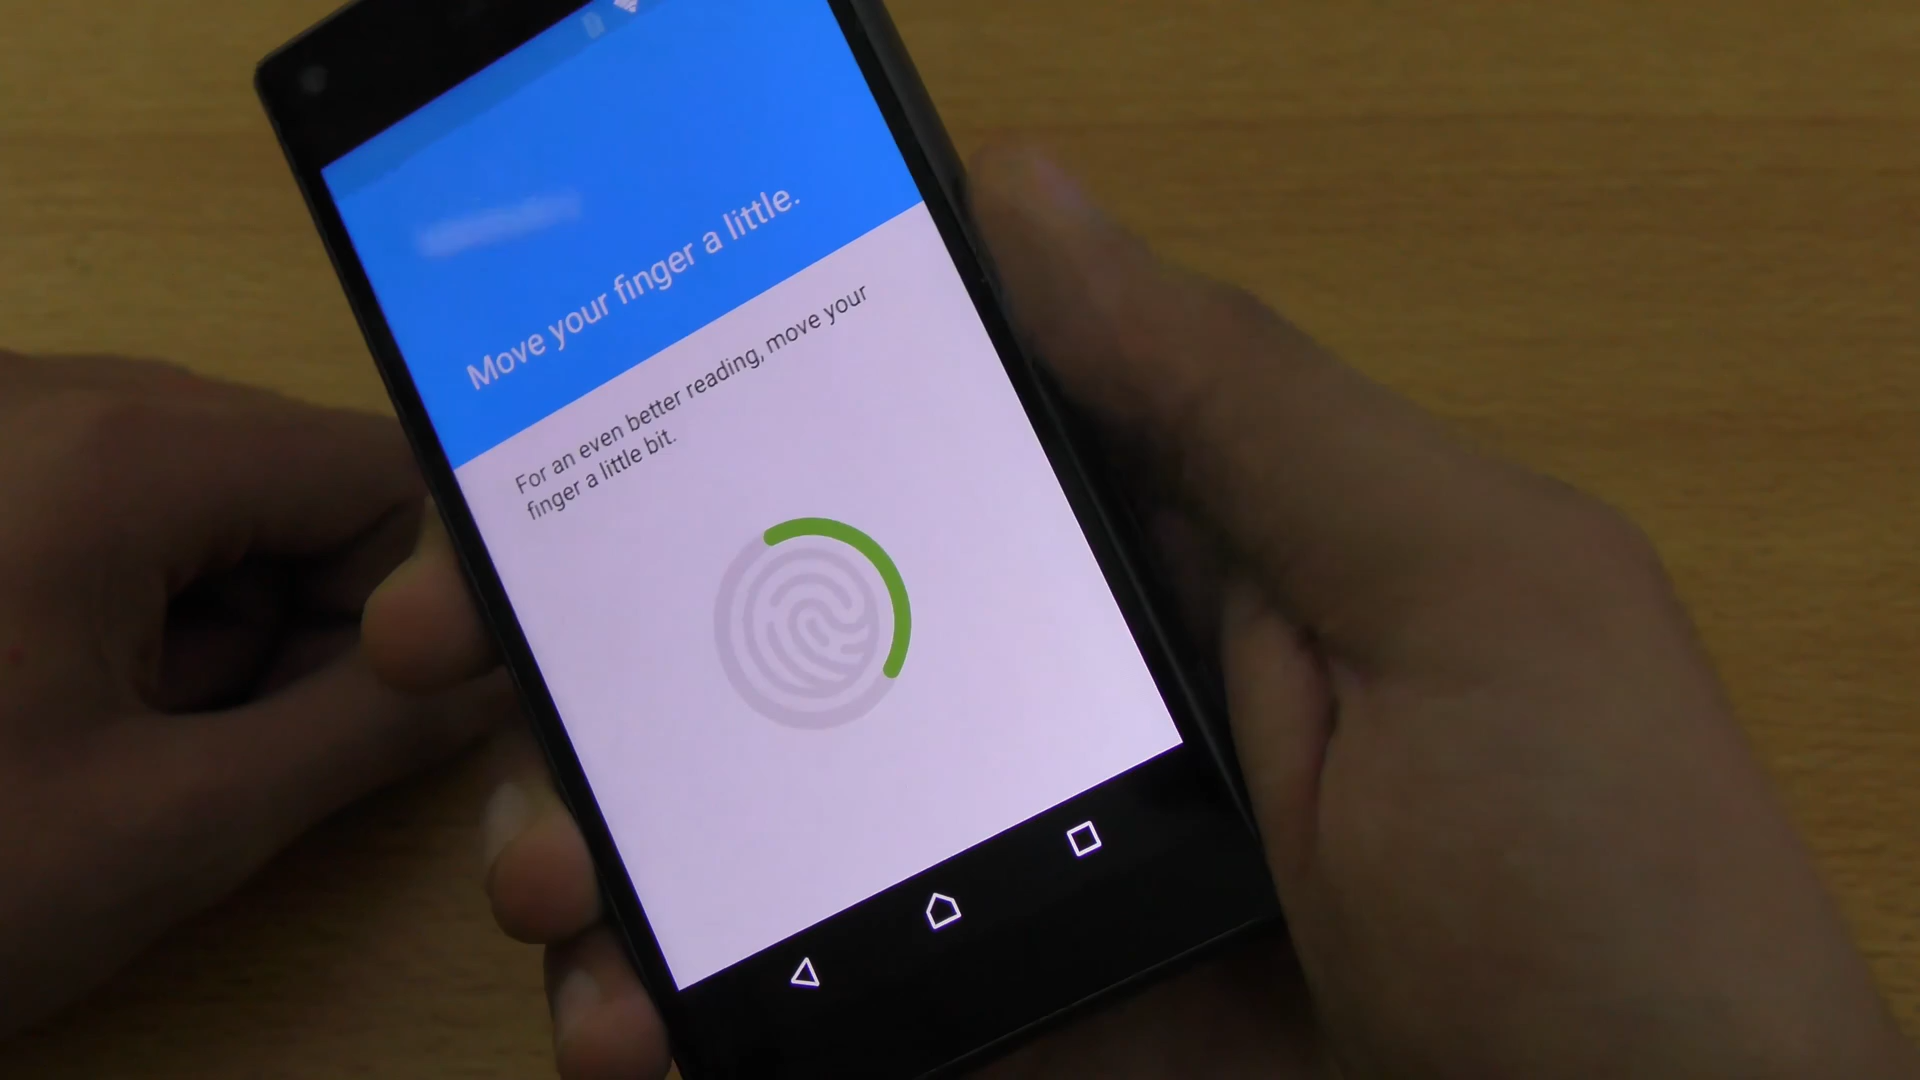 Move your finger a little.
For an even better reading, move your
finger a little bit.